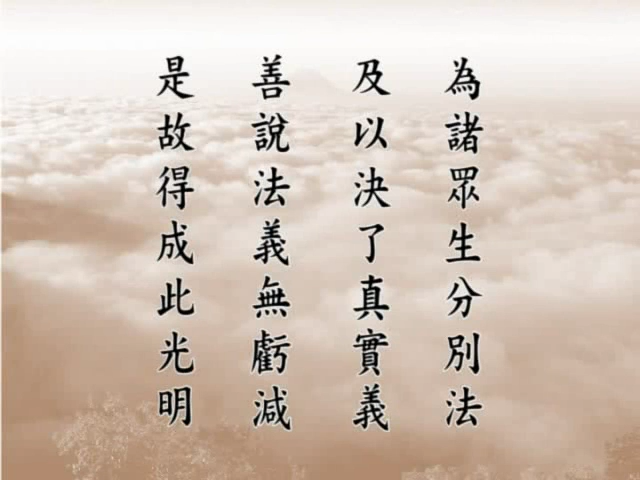 為諸眾生分別法
及以決了真實義
善說法義無虧減
是故得成此光明